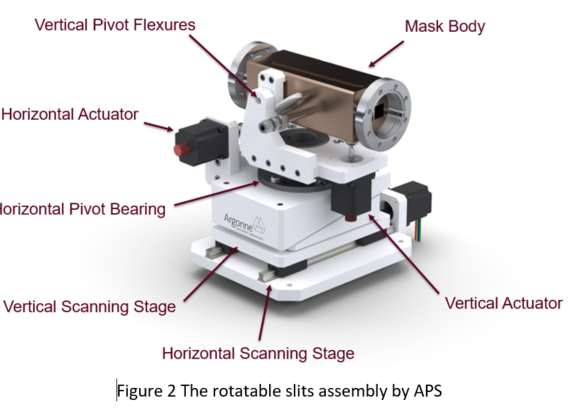 Vertical Pivot Flexures
Mask Body
Horizontal Actuator
Horizontal Pivot Bearing
Argonne
Vertical Scanning Stage
Vertical Actuator
Horizontal Scanning Stage
Figure 2 The rotatable slits assembly by APS